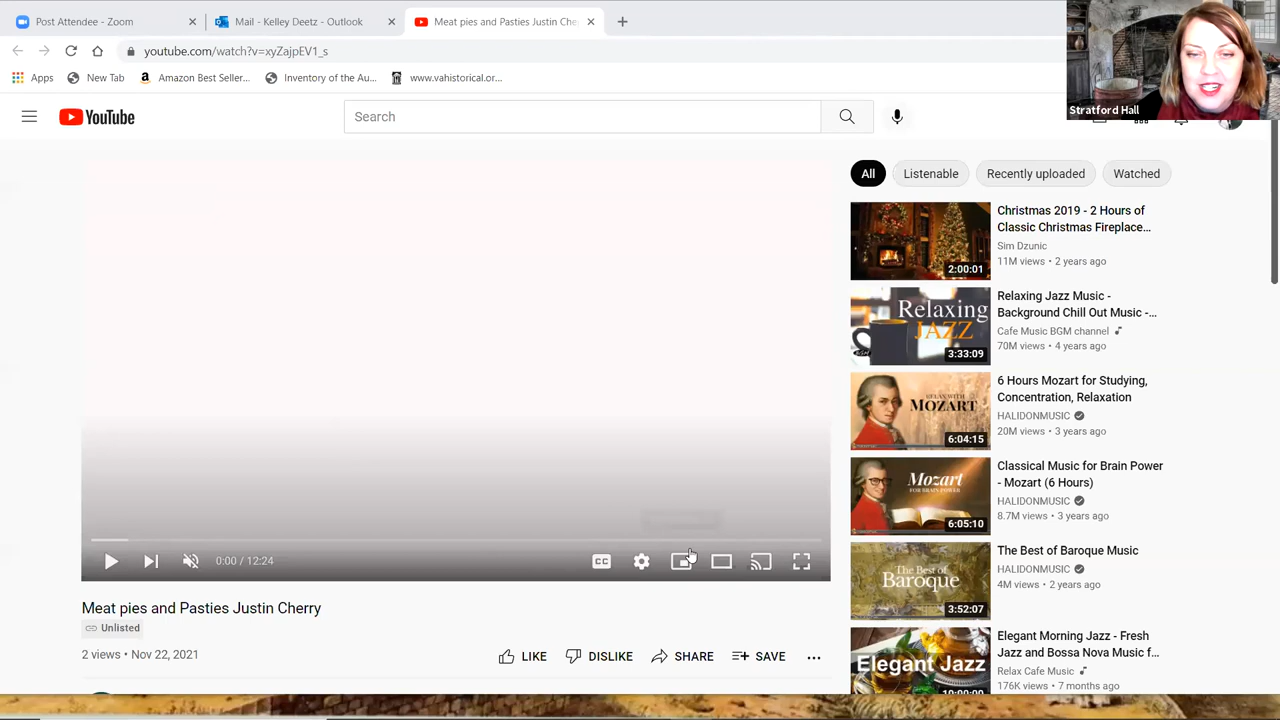 Post Attendee - Zoom
Mail - Kelley Deetz - Outlook
Meat pies and Pasties Justin Che
youtube.com/watch?v=xyZajpEV1_s
Apps
New Tab
Amazon Best Seller...
Inventory of the Au...
www.vahistorical.or...
Stratford Hall
YouTube
Search
All
Listenable
Recently uploaded
Watched
Christmas 2019 - 2 Hours of
Classic Christmas Fireplace...
Sim Dzunic
11M views • 2 years ago
2:00:01
Relaxing
JAZZ
3:33:09
Relaxing Jazz Music -
Background Chill Out Music -...
Cafe Music BGM channel
70M views • 4 years ago
RELAX WITH
MOZART
6:04:15
6 Hours Mozart for Studying,
Concentration, Relaxation
HALIDONMUSIC
20M views • 3 years ago
Mozart
FOR BRAIN POWER
6:05:10
Classical Music for Brain Power
- Mozart (6 Hours)
HALIDONMUSIC
8.7M views • 3 years ago
The Best of
Baroque
3:52:07
The Best of Baroque Music
HALIDONMUSIC
4M views • 2 years ago
Elegant Jazz
10:00:00
Elegant Morning Jazz - Fresh
Jazz and Bossa Nova Music f...
Relax Cafe Music
176K views • 7 months ago
0:00 / 12:24
CC
Meat pies and Pasties Justin Cherry
Unlisted
2 views • Nov 22, 2021
LIKE
DISLIKE
SHARE
SAVE